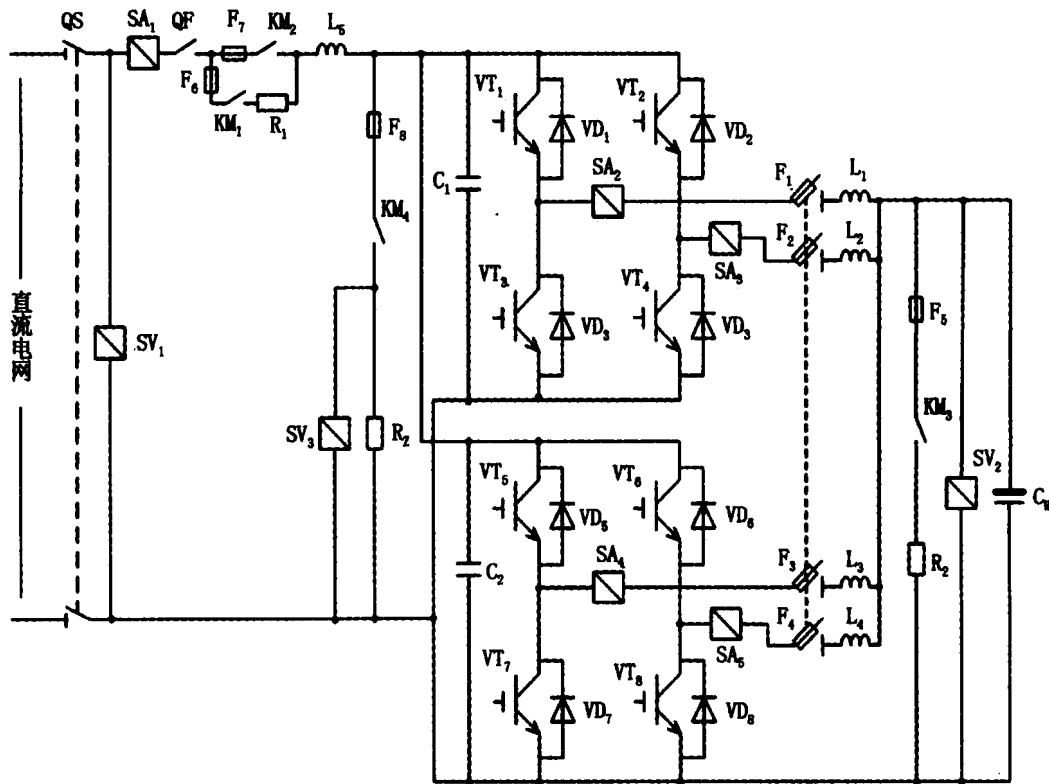 QS
SA₁
QF
F₇
KM₂
L₅
F₆
KM₁
R₁
F₈
KM₄
SV₁
SV₃
R₂
直流电网
C₁
VT₁
VD₁
VT₂
VD₂
SA₂
SA₃
VT₃
VD₃
VT₄
VD₃
F₁
L₁
F₂
L₂
F₅
KM₃
SV₂
R₂
C₂
VT₅
VD₅
VT₆
VD₆
SA₄
SA₅
VT₇
VD₇
VT₈
VD₈
F₃
L₃
F₄
L₄